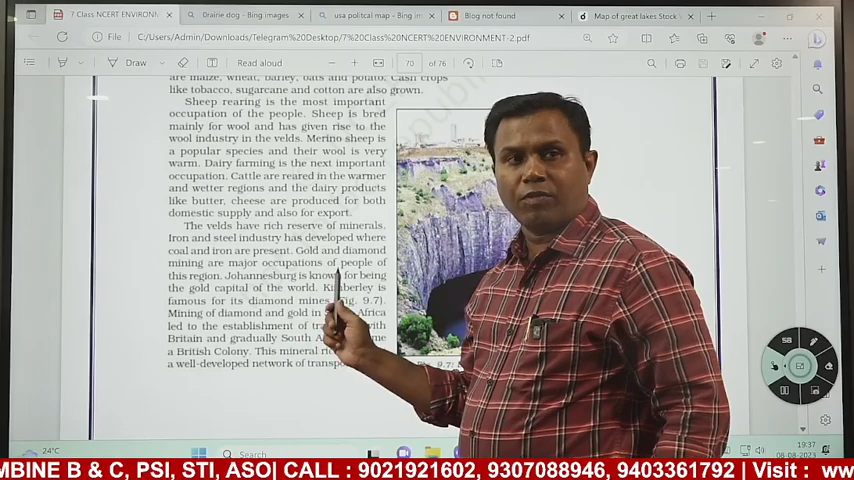 7 Class NCERT ENVIRONM
0rairie dog - Bing images
usa politcal map - Bing im
Blog not found
Map of great lakes Stock V
File
C:/Users/Admin/Downloads/Telegram%20Desktop/7%20Class%20NCERT%20ENVIRONMENT-2.pdf
Draw
Read aloud
70 of 76
are maize, wheat, barley, oats and potato. Cash crops
like tobacco, sugarcane and cotton are also grown.
Sheep rearing is the most important
occupation of the people. Sheep is bred
mainly for wool and has given rise to the
wool industry in the velds. Merino sheep is
a popular species and their wool is very
warm. Dairy farming is the next important
occupation. Cattle are reared in the warmer
and wetter regions and the dairy products
like butter, cheese are produced for both
domestic supply and also for export.
The velds have rich reserve of minerals.
Iron and steel industry has developed where
coal and iron are present. Gold and diamond
mining are major occupations of people of
this region. Johannesburg is known for being
the gold capital of the world. Kimberley is
famous for its diamond mines (Fig. 9.7).
Mining of diamond and gold in Africa
led to the establishment of with
Britain and gradually South
a British Colony. This mineral
a well-developed network of
SB
24°C
Search
19:37
08-08-2023
MBINE B & C, PSI, STI, ASO| CALL : 9021921602, 9307088946, 9403361792 | Visit : ww